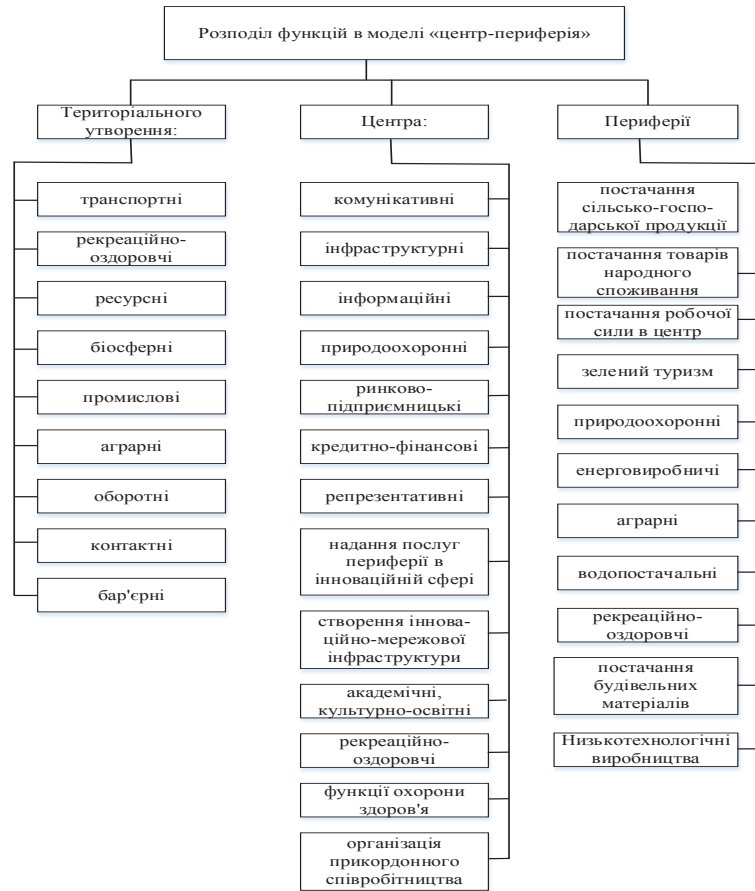 Розподіл функцій в моделі «центр-периферія»
Територіального
утворення:
транспортні
рекреаційно-
оздоровчі
ресурсні
біосферні
промислові
аграрні
оборотні
контактні
бар'єрні
Центра:
комунікативні
інфраструктурні
інформаційні
природоохоронні
ринково-
підприємницькі
кредитно-фінансові
репрезентативні
надання послуг
периферії в
інноваційній сфері
створення іннова-
ційно-мережової
інфраструктури
академічні,
культурно-освітні
рекреаційно-
оздоровчі
функції охорони
здоров'я
організація
прикордонного
співробітництва
Периферії
постачання
сільсько-госпо-
дарської продукції
постачання товарів
народного
споживання
постачання робочої
сили в центр
зелений туризм
природоохоронні
енерговиробничі
аграрні
водопостачальні
рекреаційно-
оздоровчі
постачання
будівельних
матеріалів
Низькотехнологічні
виробництва